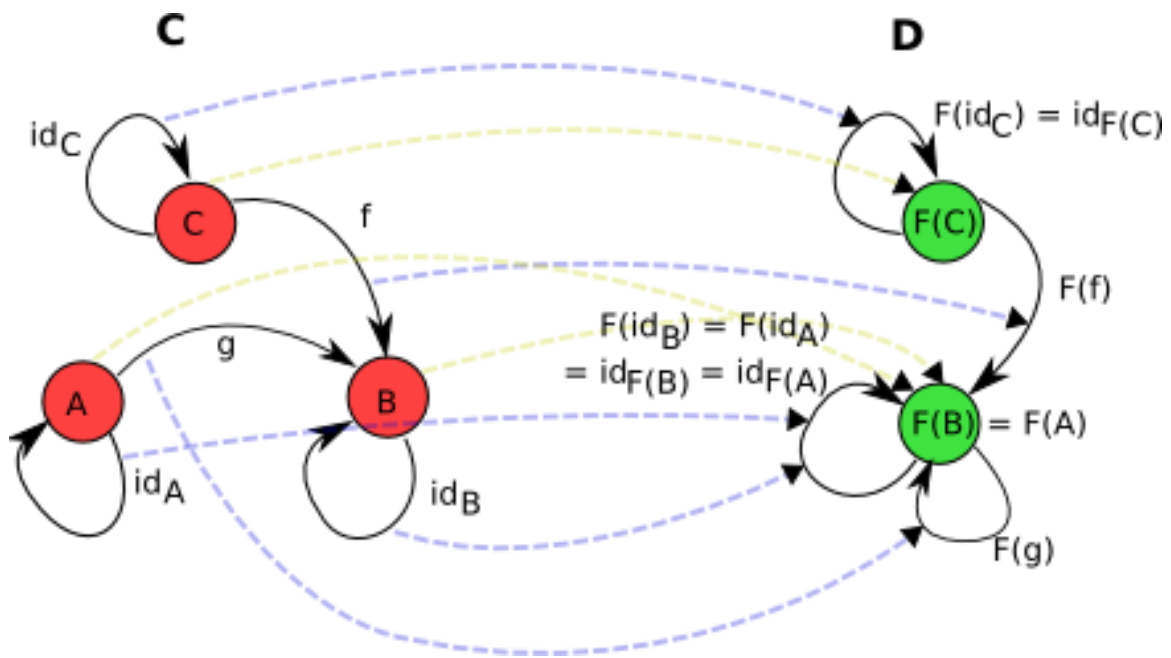 C
D
idC
F(idC) = idF(C)
C
f
F(C)
F(f)
g
F(idB) = F(idA)
= idF(B) = idF(A)
A
B
F(B) = F(A)
idA
idB
F(g)